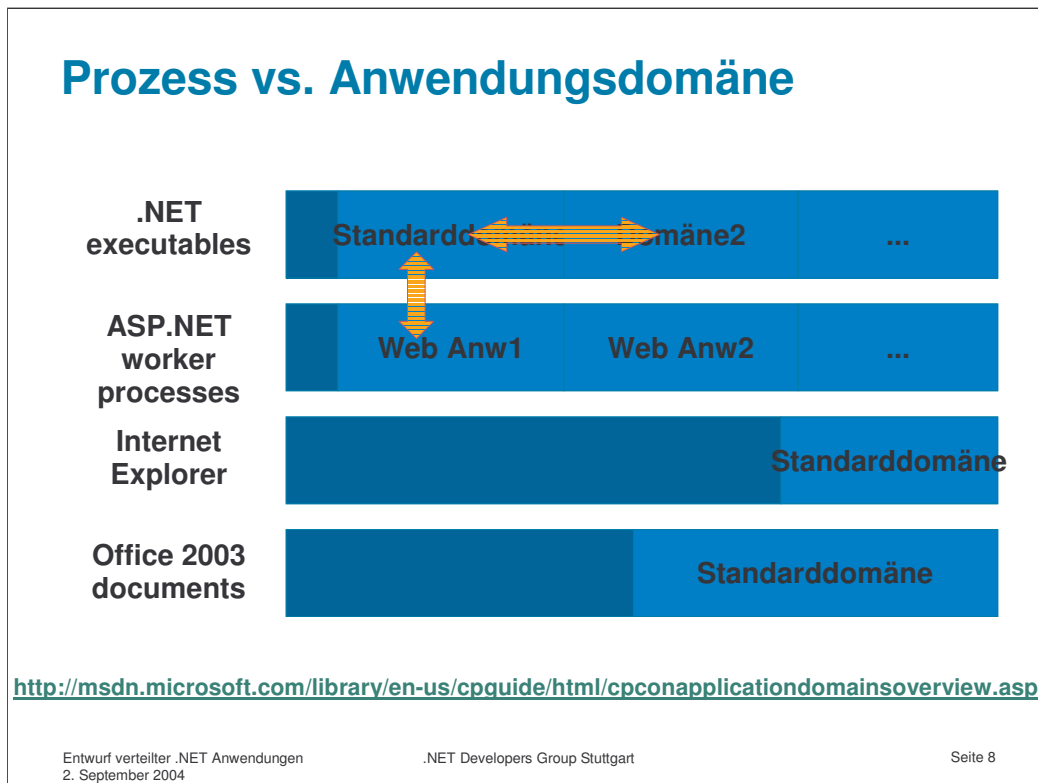 Prozess vs. Anwendungsdomäne
.NET
executables
Standarddomäne
Domäne2
...
ASP.NET
worker
processes
Web Anw1
Web Anw2
...
Internet
Explorer
Standarddomäne
Office 2003
documents
Standarddomäne
http://msdn.microsoft.com/library/en-us/cpguide/html/cpconapplicationdomainsoverview.asp
Entwurf verteilter .NET Anwendungen
2. September 2004
.NET Developers Group Stuttgart
Seite 8